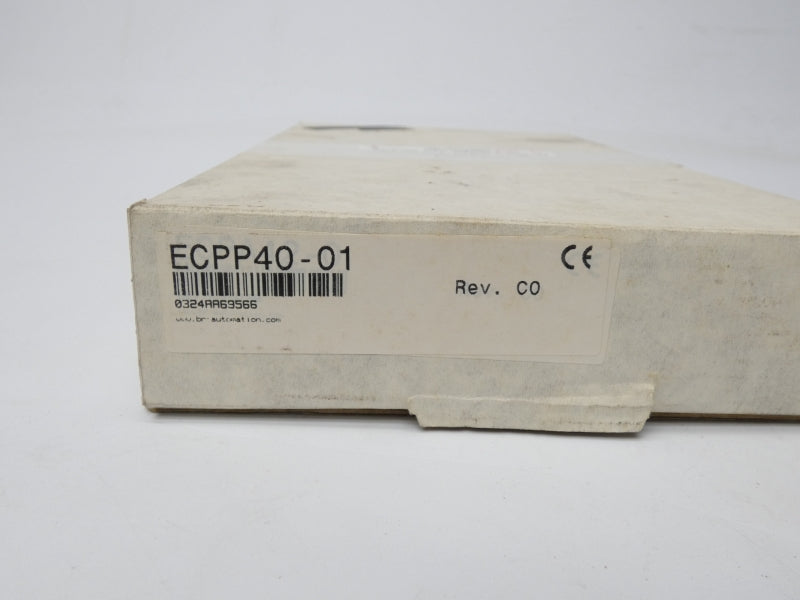 ECPP40-01
CE
Rev. C0
0324AA69566
www.br-automation.com